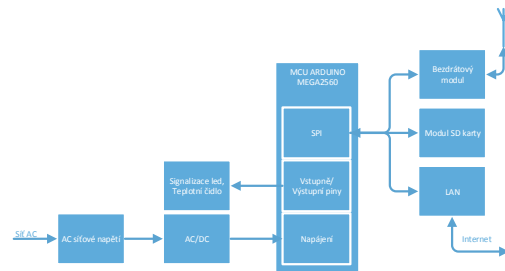 MCU ARDUINO
MEGA2560
Bezdrátový
modul
SPI
Modul SD karty
Signalizace led,
Teplotní čidlo
Vstupně/
Výstupní piny
LAN
Síť AC
AC síťové napětí
AC/DC
Napájení
Internet